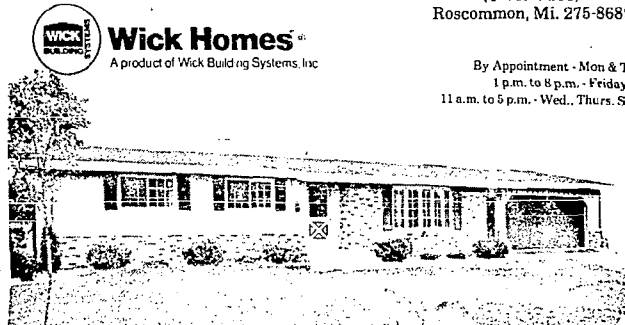 Roscommon, Mi. 275-868
WICK
BUILDING
SYSTEMS
Wick Homes
A product of Wick Building Systems, Inc
By Appointment - Mon & T
1 p.m. to 8 p.m. - Friday
11 a.m. to 5 p.m. - Wed., Thurs. S